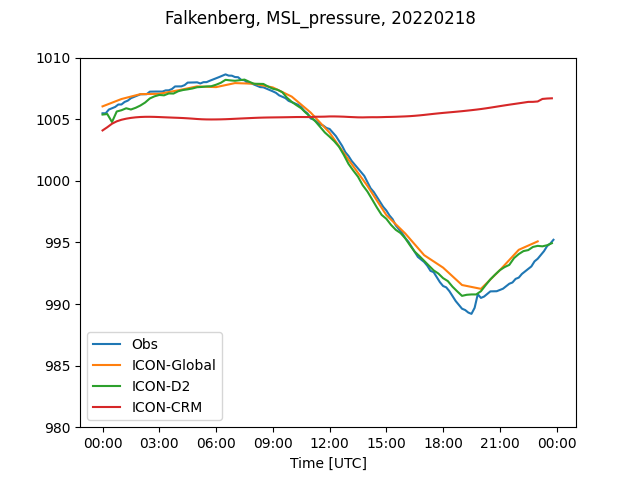 Falkenberg, MSL_pressure, 20220218
1010
1005
1000
995
990
985
980
Obs
ICON-Global
ICON-D2
ICON-CRM
00:00 03:00 06:00 09:00 12:00 15:00 18:00 21:00 00:00
Time [UTC]